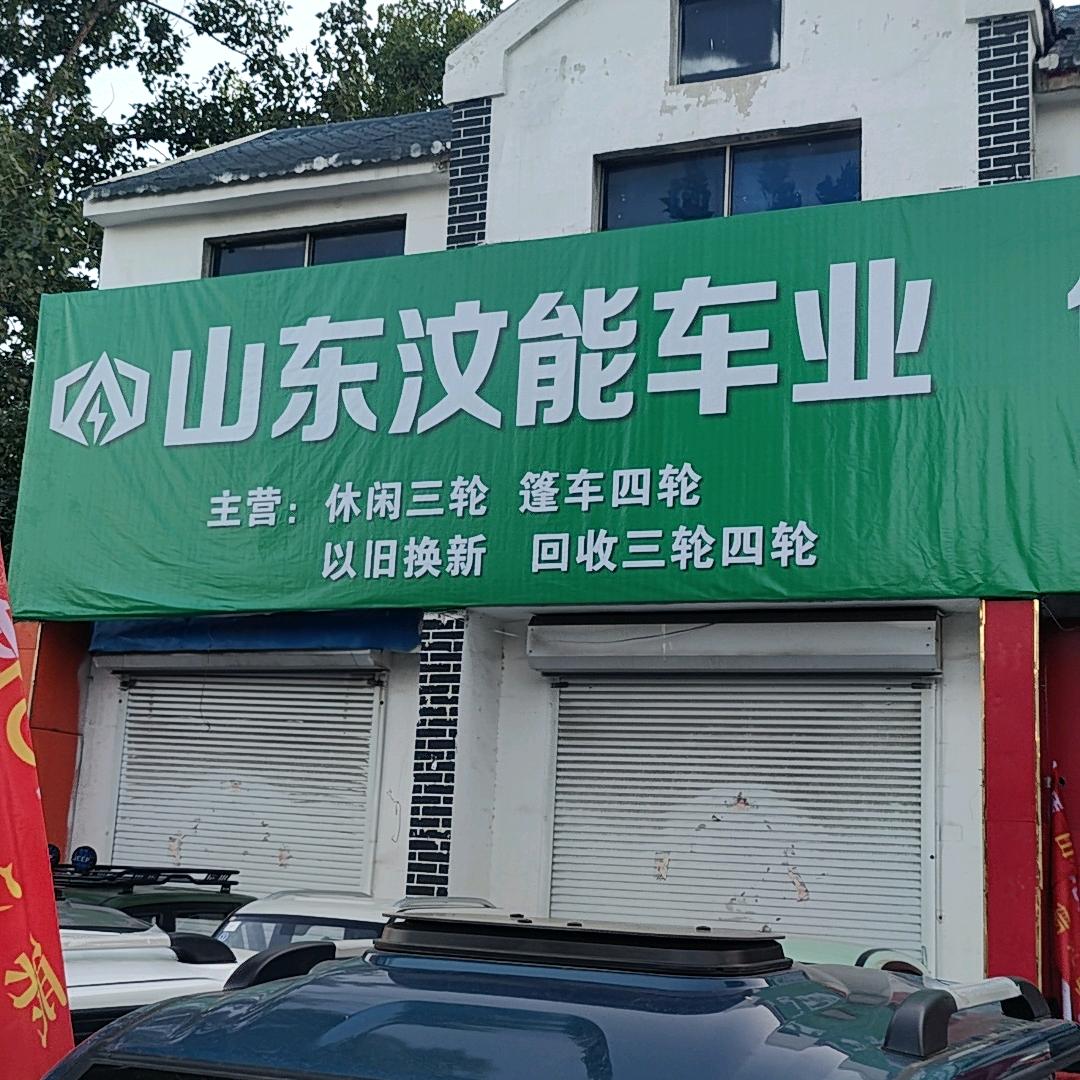 山东汶能车业
主营：休闲三轮 篷车四轮
以旧换新 回收三轮四轮